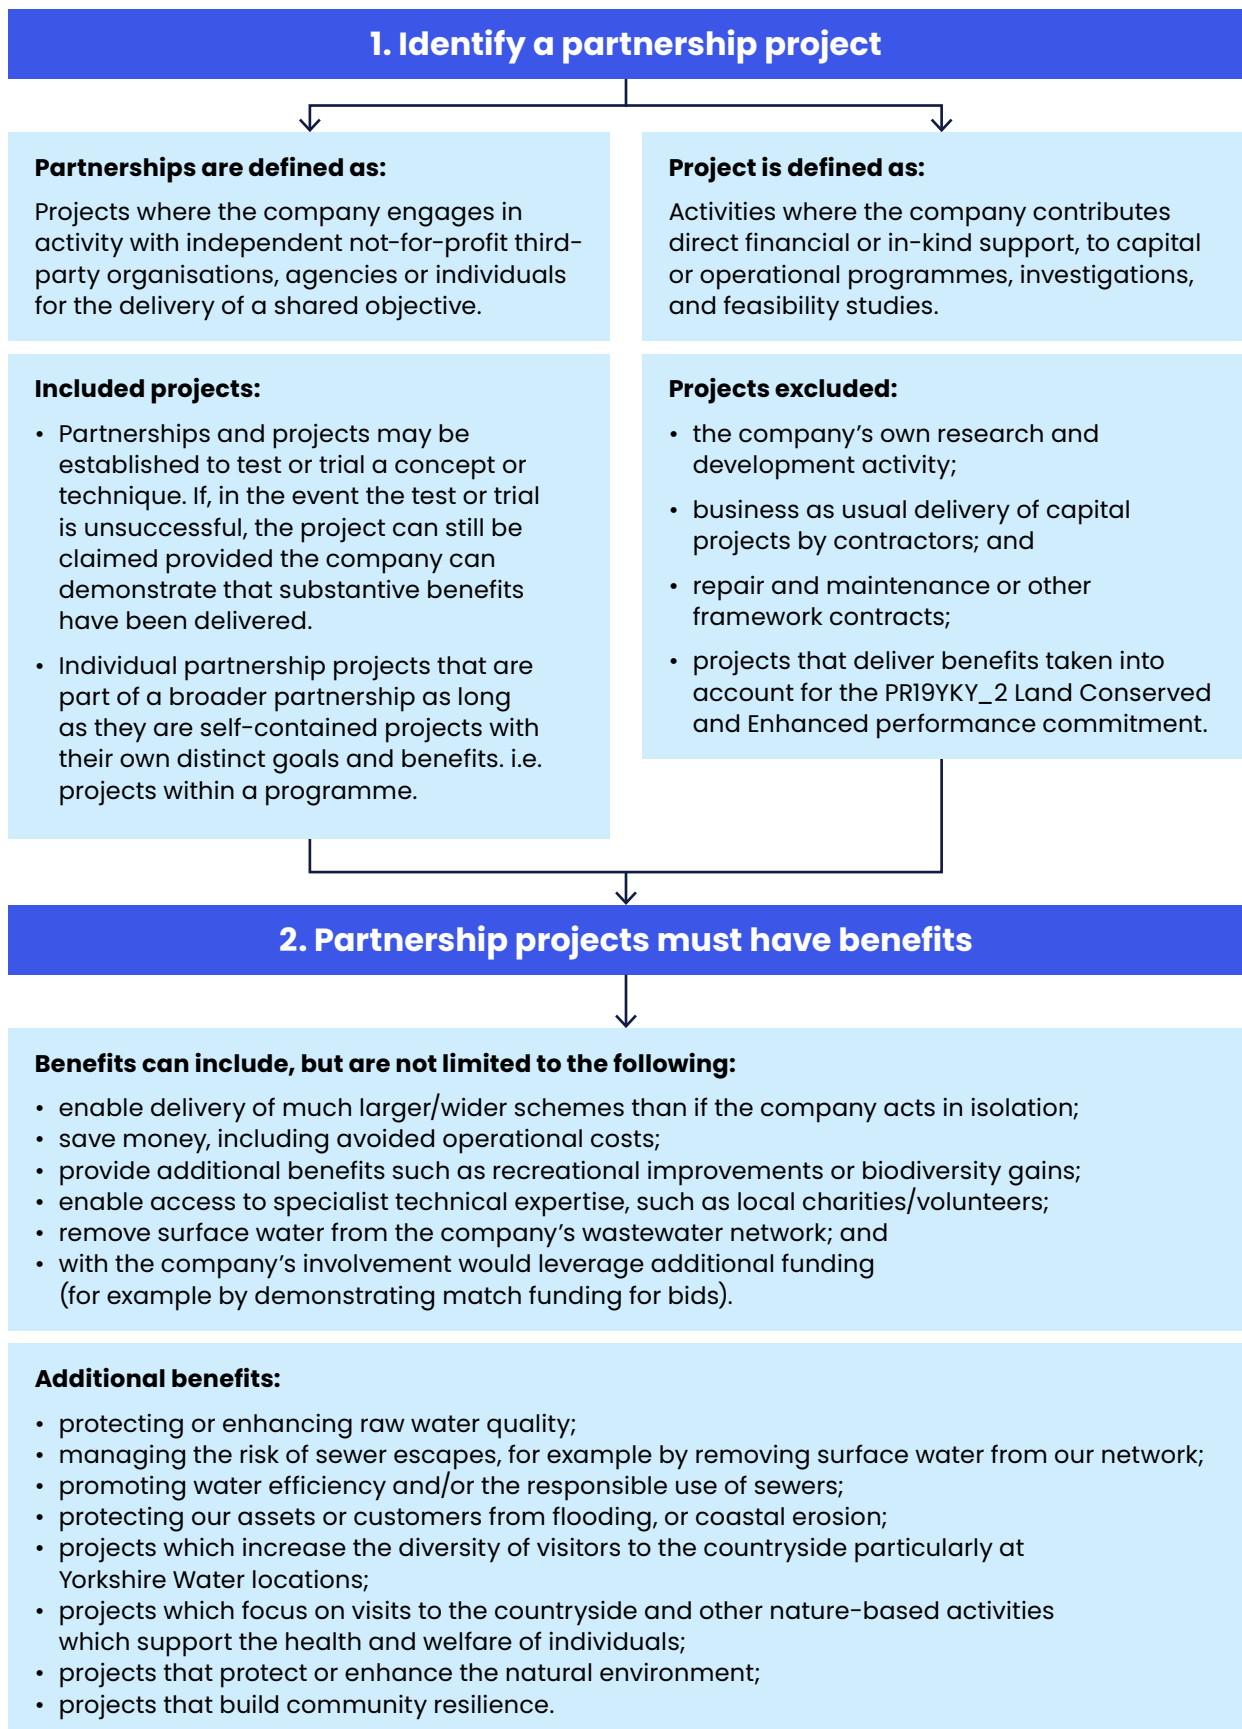 1. Identify a partnership project
Partnerships are defined as:
Projects where the company engages in
activity with independent not-for-profit third-
party organisations, agencies or individuals
for the delivery of a shared objective.
Project is defined as:
Activities where the company contributes
direct financial or in-kind support, to capital
or operational programmes, investigations,
and feasibility studies.
Included projects:
• Partnerships and projects may be
established to test or trial a concept or
technique. If, in the event the test or trial
is unsuccessful, the project can still be
claimed provided the company can
demonstrate that substantive benefits
have been delivered.
• Individual partnership projects that are
part of a broader partnership as long
as they are self-contained projects with
their own distinct goals and benefits. i.e.
projects within a programme.
Projects excluded:
• the company’s own research and
development activity;
• business as usual delivery of capital
projects by contractors; and
• repair and maintenance or other
framework contracts;
• projects that deliver benefits taken into
account for the PR19YKY_2 Land Conserved
and Enhanced performance commitment.
2. Partnership projects must have benefits
Benefits can include, but are not limited to the following:
• enable delivery of much larger/wider schemes than if the company acts in isolation;
• save money, including avoided operational costs;
• provide additional benefits such as recreational improvements or biodiversity gains;
• enable access to specialist technical expertise, such as local charities/volunteers;
• remove surface water from the company’s wastewater network; and
• with the company’s involvement would leverage additional funding
(for example by demonstrating match funding for bids).
Additional benefits:
• protecting or enhancing raw water quality;
• managing the risk of sewer escapes, for example by removing surface water from our network;
• promoting water efficiency and/or the responsible use of sewers;
• protecting our assets or customers from flooding, or coastal erosion;
• projects which increase the diversity of visitors to the countryside particularly at
Yorkshire Water locations;
• projects which focus on visits to the countryside and other nature-based activities
which support the health and welfare of individuals;
• projects that protect or enhance the natural environment;
• projects that build community resilience.